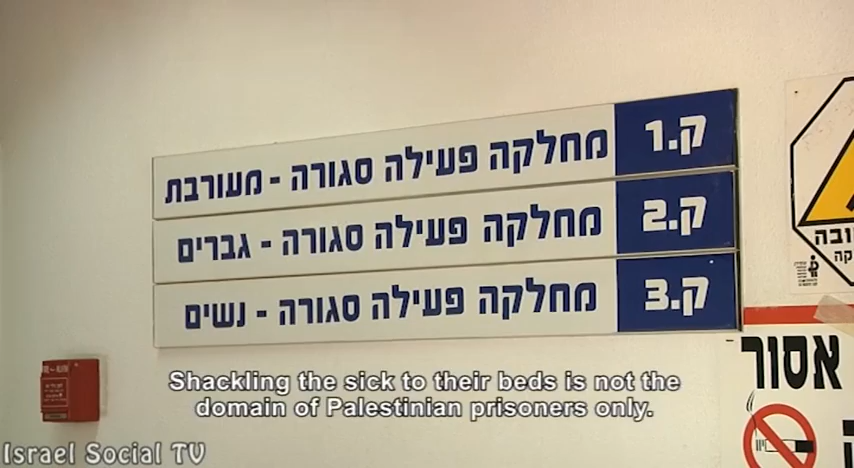 ק.1 מחלקה פעילה סגורה - מעורבת
ק.2 מחלקה פעילה סגורה - גברים
ק.3 מחלקה פעילה סגורה - נשים
אסור
Shackling the sick to their beds is not the
domain of Palestinian prisoners only.
Israel Social TV